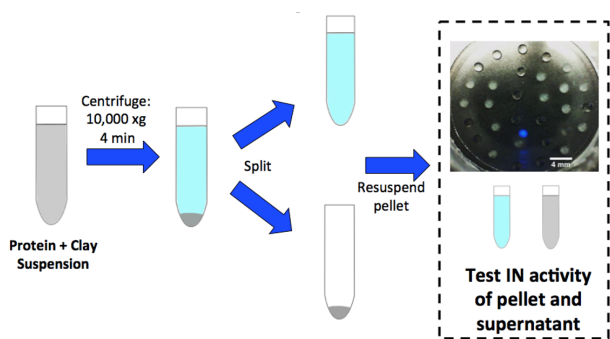 Centrifuge:
10,000 xg
4 min
Protein + Clay
Suspension
Split
Resuspend
pellet
4 mm
Test IN activity
of pellet and
supernatant